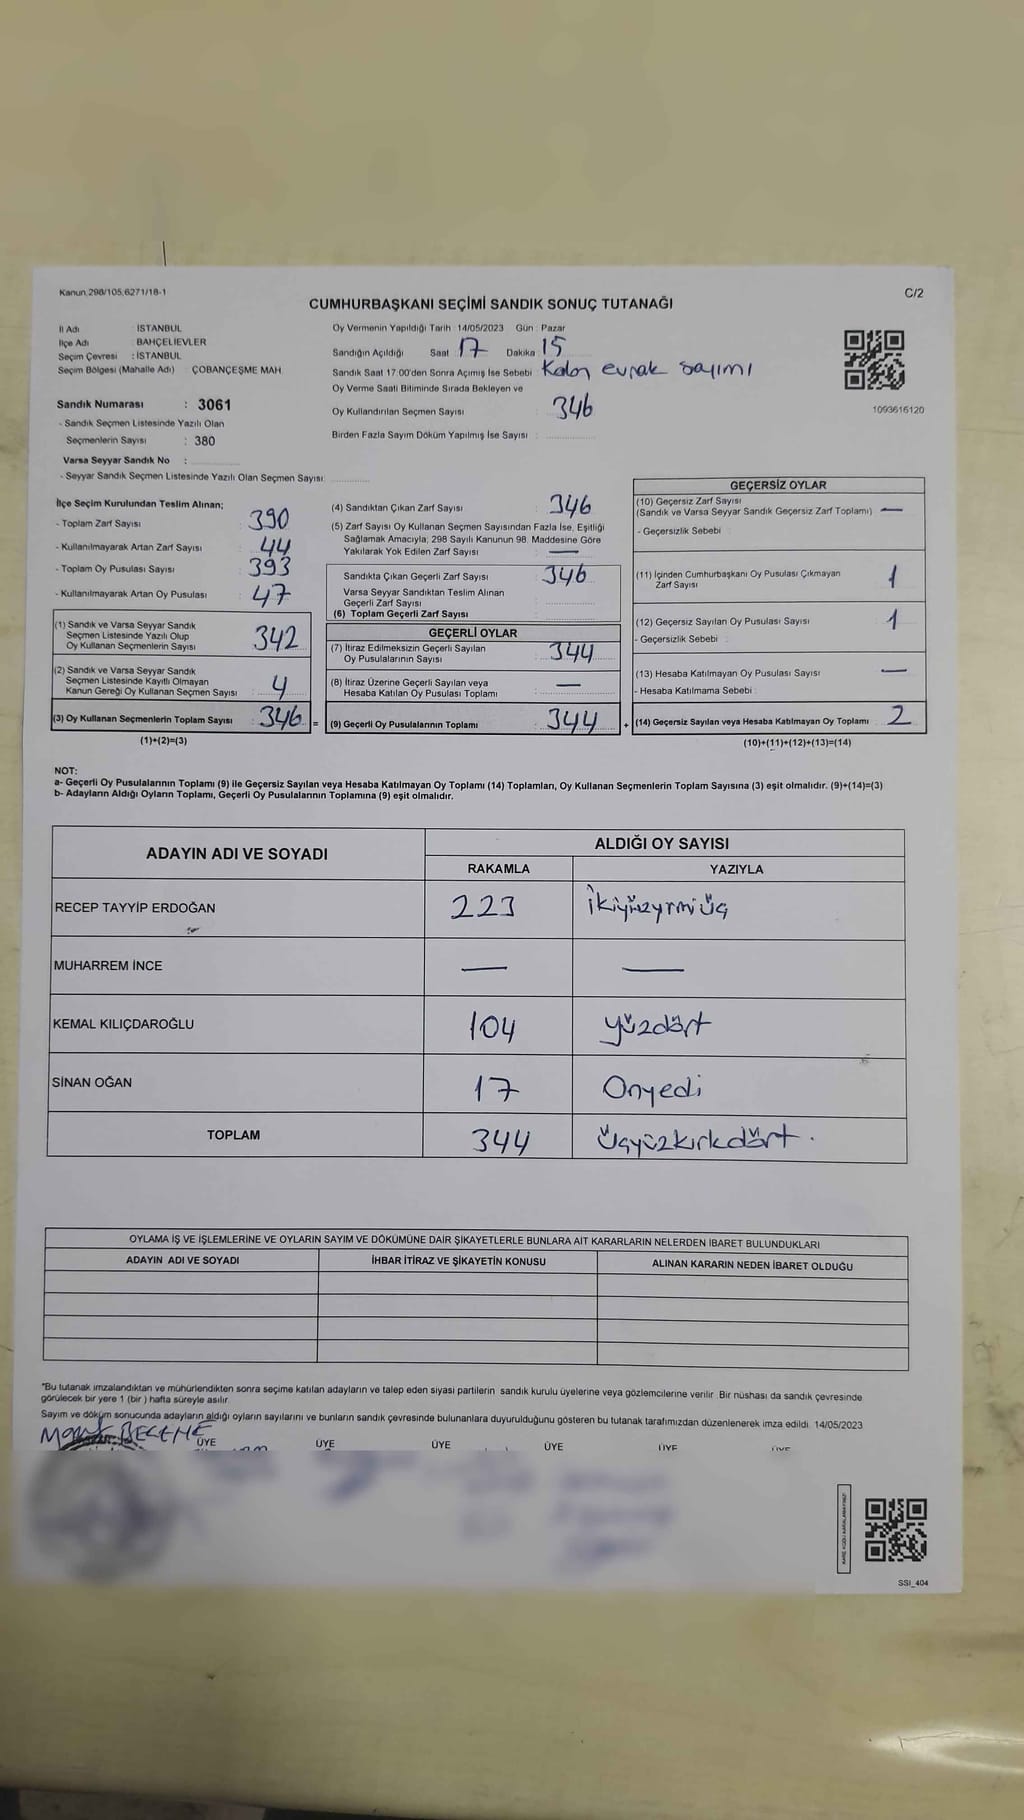 Kanun.298/105,6271/18-1
C/2
CUMHURBAŞKANI SEÇİMİ SANDIK SONUÇ TUTANAĞI
İl Adı : İSTANBUL
İlçe Adı : BAHÇELİEVLER
Seçim Çevresi : İSTANBUL
Seçim Bölgesi (Mahalle Adı) ÇOBANÇEŞME MAH.
Sandık Numarası : 3061
- Sandık Seçmen Listesinde Yazılı Olan
Seçmenlerin Sayısı : 380
Varsa Seyyar Sandık No :
- Seyyar Sandık Seçmen Listesinde Yazılı Olan Seçmen Sayısı:
Oy Vermenin Yapıldığı Tarih : 14/05/2023 Gün : Pazar
Sandığın Açıldığı Saat 17 Dakika 15
Sandık Saat 17:00'den Sonra Açımış İse Sebebi : Kalan evrak sayımı
Oy Verme Saati Bitiminde Sırada Bekleyen ve
Oy Kullandırılan Seçmen Sayısı : 346
Birden Fazla Sayım Döküm Yapılmış İse Sayısı :
1093616120
İlçe Seçim Kurulundan Teslim Alınan;
- Toplam Zarf Sayısı : 390
- Kullanılmayarak Artan Zarf Sayısı : 44
- Toplam Oy Pusulası Sayısı : 393
- Kullanılmayarak Artan Oy Pusulası : 47
(1) Sandık ve Varsa Seyyar Sandık
Seçmen Listesinde Yazılı Olup
Oy Kullanan Seçmenlerin Sayısı : 342
(2) Sandık ve Varsa Seyyar Sandık
Seçmen Listesinde Kayıtlı Olmayan
Kanun Gereği Oy Kullanan Seçmen Sayısı : 4
(3) Oy Kullanan Seçmenlerin Toplam Sayısı : 346 =
(1)+(2)=(3)
(4) Sandıktan Çıkan Zarf Sayısı : 346
(5) Zarf Sayısı Oy Kullanan Seçmen Sayısından Fazla İse, Eşitliği
Sağlamak Amacıyla; 298 Sayılı Kanunun 98. Maddesine Göre
Yakılarak Yok Edilen Zarf Sayısı : —
Sandıkta Çıkan Geçerli Zarf Sayısı : 346
Varsa Seyyar Sandıktan Teslim Alınan
Geçerli Zarf Sayısı
(6) Toplam Geçerli Zarf Sayısı
GEÇERLİ OYLAR
(7) İtiraz Edilmeksizin Geçerli Sayılan
Oy Pusulalarının Sayısı : 344
(8) İtiraz Üzerine Geçerli Sayılan veya
Hesaba Katılan Oy Pusulası Toplamı : —
(9) Geçerli Oy Pusulalarının Toplamı : 344 +
GEÇERSİZ OYLAR
(10) Geçersiz Zarf Sayısı
(Sandık ve Varsa Seyyar Sandık Geçersiz Zarf Toplamı) : —
- Geçersizlik Sebebi :
(11) İçinden Cumhurbaşkanı Oy Pusulası Çıkmayan
Zarf Sayısı 1
(12) Geçersiz Sayılan Oy Pusulası Sayısı : 1
- Geçersizlik Sebebi :
(13) Hesaba Katılmayan Oy Pusulası Sayısı : —
- Hesaba Katılmama Sebebi :
(14) Geçersiz Sayılan veya Hesaba Katılmayan Oy Toplamı 2
(10)+(11)+(12)+(13)=(14)
NOT:
a- Geçerli Oy Pusulalarının Toplamı (9) ile Geçersiz Sayılan veya Hesaba Katılmayan Oy Toplamı (14) Toplamları, Oy Kullanan Seçmenlerin Toplam Sayısına (3) eşit olmalıdır. (9)+(14)=(3)
b- Adayların Aldığı Oyların Toplamı, Geçerli Oy Pusulalarının Toplamına (9) eşit olmalıdır.
ADAYIN ADI VE SOYADI
ALDIĞI OY SAYISI
RAKAMLA YAZIYLA
RECEP TAYYİP ERDOĞAN 223 İkiyüzyrmiÜç
MUHARREM İNCE — —
KEMAL KILIÇDAROĞLU 104 yüzdört
SİNAN OĞAN 17 Onyedi
TOPLAM 344 Üçyüzkırkdört.
OYLAMA İŞ VE İŞLEMLERİNE VE OYLARIN SAYIM VE DÖKÜMÜNE DAİR ŞİKAYETLERLE BUNLARA AİT KARARLARIN NELERDEN İBARET BULUNDUKLARI
ADAYIN ADI VE SOYADI İHBAR İTİRAZ VE ŞİKAYETİN KONUSU ALINAN KARARIN NEDEN İBARET OLDUĞU
*Bu tutanak imzalandıktan ve mühürlendikten sonra seçime katılan adayların ve talep eden siyasi partilerin sandık kurulu üyelerine veya gözlemcilerine verilir. Bir nüshası da sandık çevresinde
görülecek bir yere 1 (bir ) hafta süreyle asılır.
Sayım ve döküm sonucunda adayların aldığı oyların sayılarını ve bunların sandık çevresinde bulunanlara duyurulduğunu gösteren bu tutanak tarafımızdan düzenlenerek imza edildi. 14/05/2023
ÜYE ÜYE ÜYE ÜYE ÜYE ÜYE
SSI_404